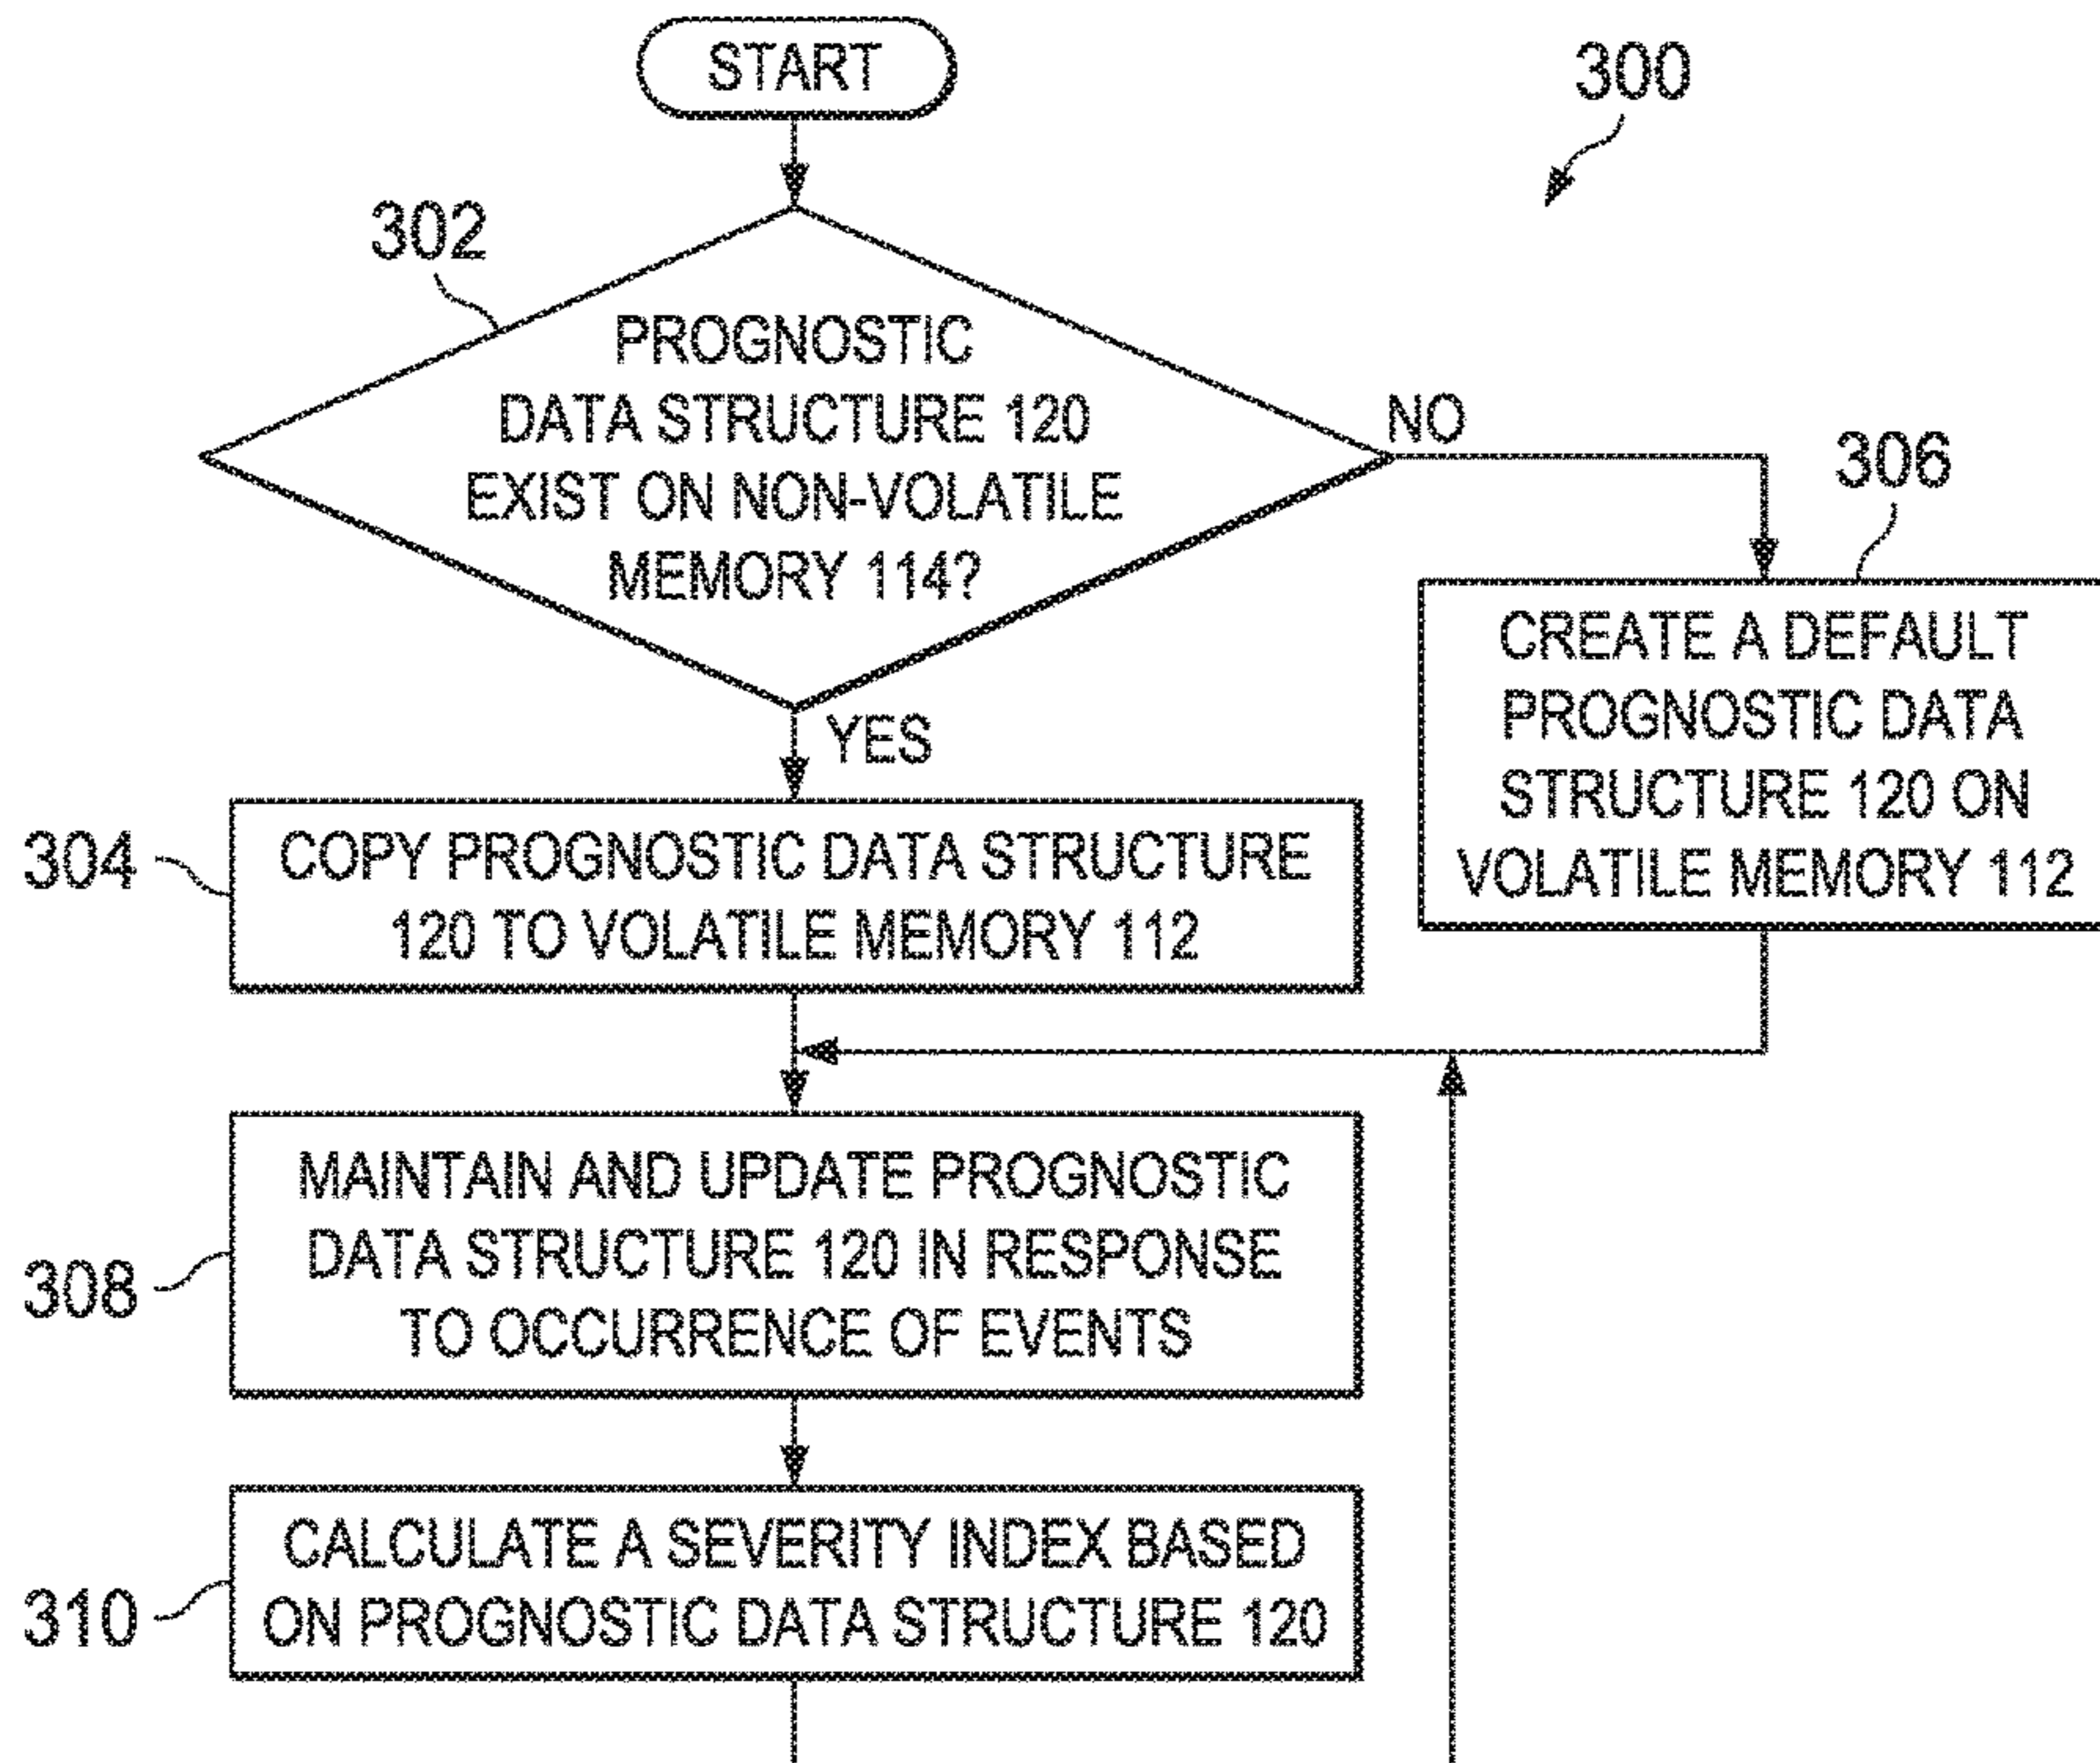 START
300
302
PROGNOSTIC
DATA STRUCTURE 120
EXIST ON NON-VOLATILE
MEMORY 114?
NO
YES
306
CREATE A DEFAULT
PROGNOSTIC DATA
STRUCTURE 120 ON
VOLATILE MEMORY 112
304
COPY PROGNOSTIC DATA STRUCTURE
120 TO VOLATILE MEMORY 112
308
MAINTAIN AND UPDATE PROGNOSTIC
DATA STRUCTURE 120 IN RESPONSE
TO OCCURRENCE OF EVENTS
310
CALCULATE A SEVERITY INDEX BASED
ON PROGNOSTIC DATA STRUCTURE 120